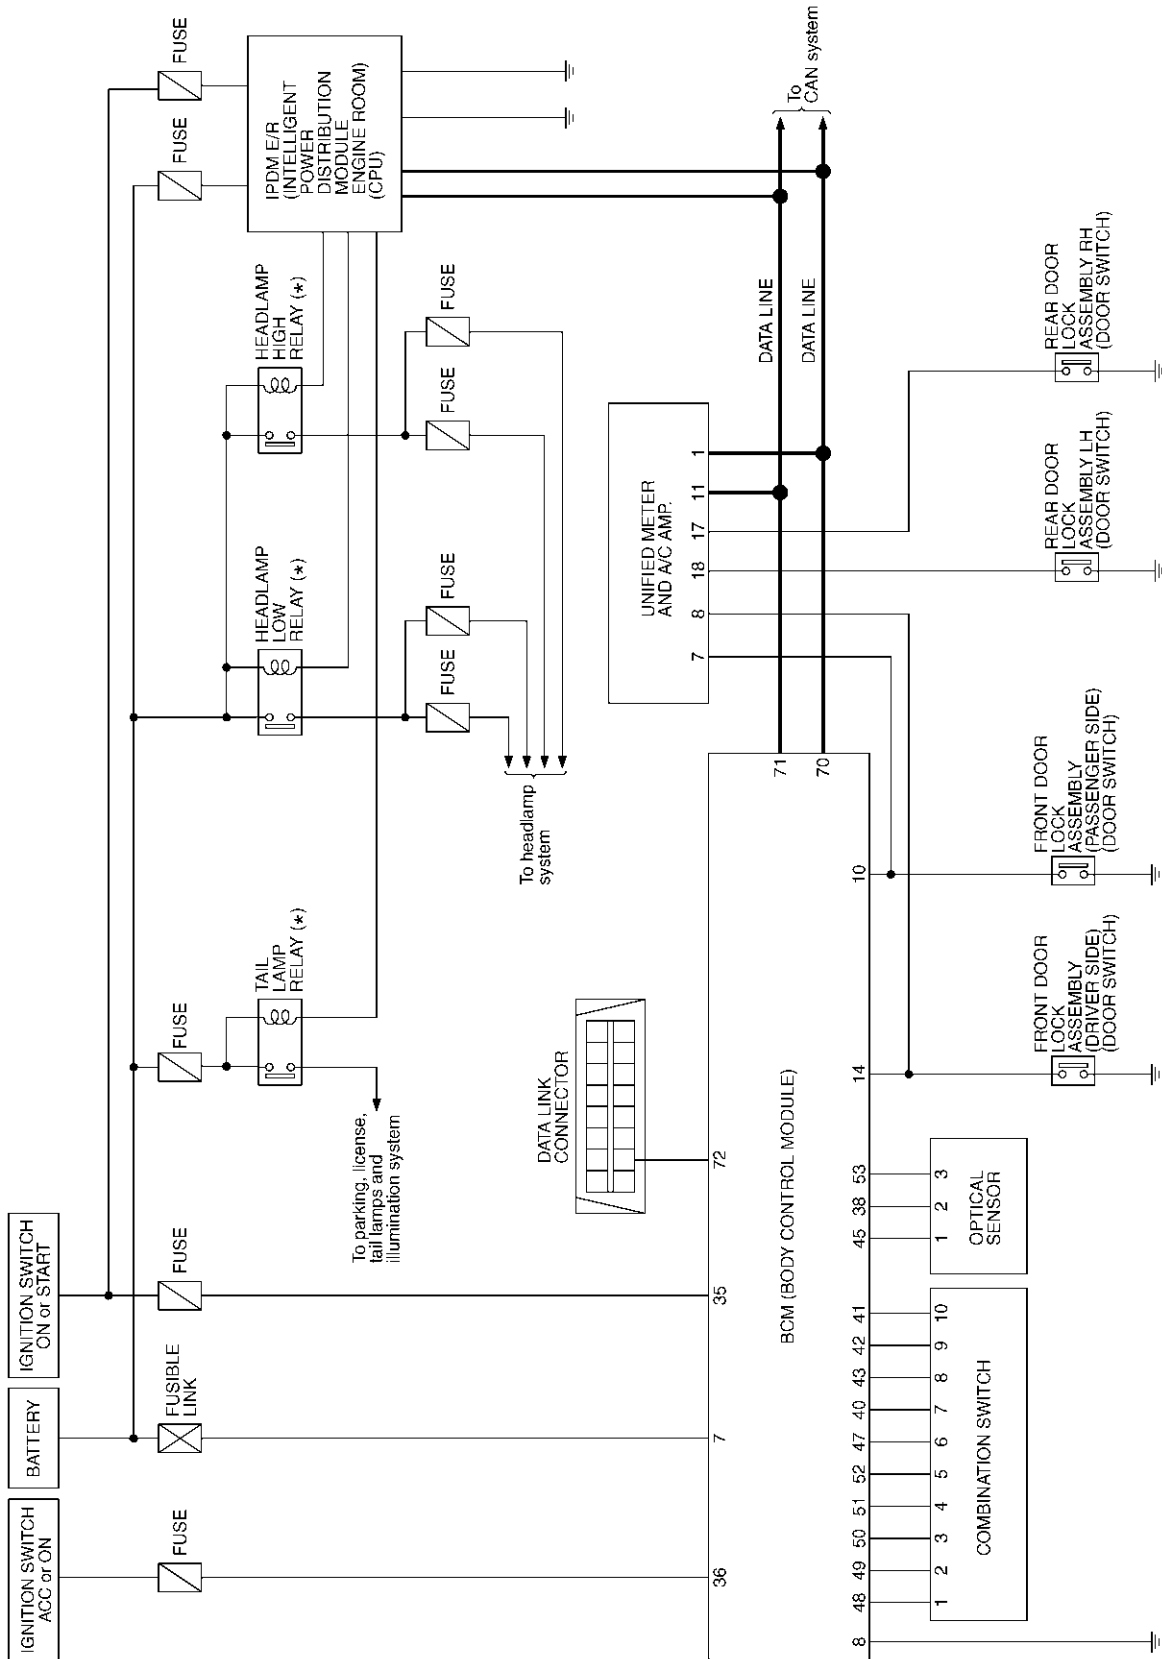 IGNITION SWITCH
ACC or ON
BATTERY
IGNITION SWITCH
ON or START
FUSE
FUSIBLE
LINK
FUSE
FUSE
FUSE
FUSE
TAIL
LAMP
RELAY (*)
HEADLAMP
LOW
RELAY (*)
HEADLAMP
HIGH
RELAY (*)
IPDM E/R
(INTELLIGENT
POWER
DISTRIBUTION
MODULE
ENGINE ROOM)
(CPU)
To parking, license,
tail lamps and
illumination system
FUSE
FUSE
FUSE
FUSE
To headlamp
system
DATA LINK
CONNECTOR
UNIFIED METER
AND A/C AMP.
7 8 18 17 11 1
DATA LINE
DATA LINE
To
CAN system
36 7 35 72
71
70
BCM (BODY CONTROL MODULE)
8 48 49 50 51 52 47 40 43 42 41 45 38 53 14 10
1 2 3 4 5 6 7 8 9 10
COMBINATION SWITCH
1 2 3
OPTICAL
SENSOR
FRONT DOOR
LOCK
ASSEMBLY
(DRIVER SIDE)
(DOOR SWITCH)
FRONT DOOR
LOCK
ASSEMBLY
(PASSENGER SIDE)
(DOOR SWITCH)
REAR DOOR
LOCK
ASSEMBLY LH
(DOOR SWITCH)
REAR DOOR
LOCK
ASSEMBLY RH
(DOOR SWITCH)